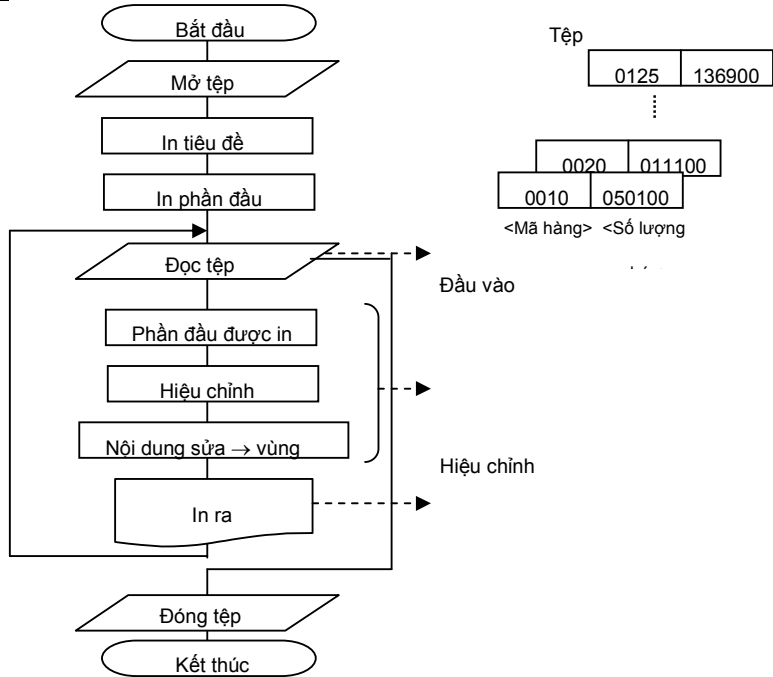 Bắt đầu
Mở tệp
In tiêu đề
In phần đầu
Đọc tệp
Phần đầu được in
Hiệu chỉnh
Nội dung sửa → vùng
In ra
Đóng tệp
Kết thúc
Tệp
0125 136900
0020 011100
0010 050100
<Mã hàng> <Số lượng
Đầu vào
Hiệu chỉnh